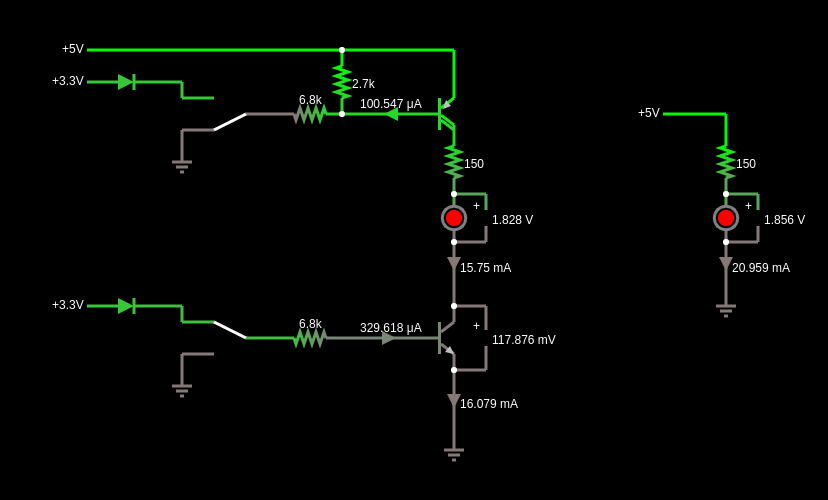 +5V
+3.3V
2.7k
6.8k
100.547 μA
+5V
150
150
+
+
1.828 V
1.856 V
15.75 mA
20.959 mA
+3.3V
6.8k
329.618 μA
+
117.876 mV
16.079 mA